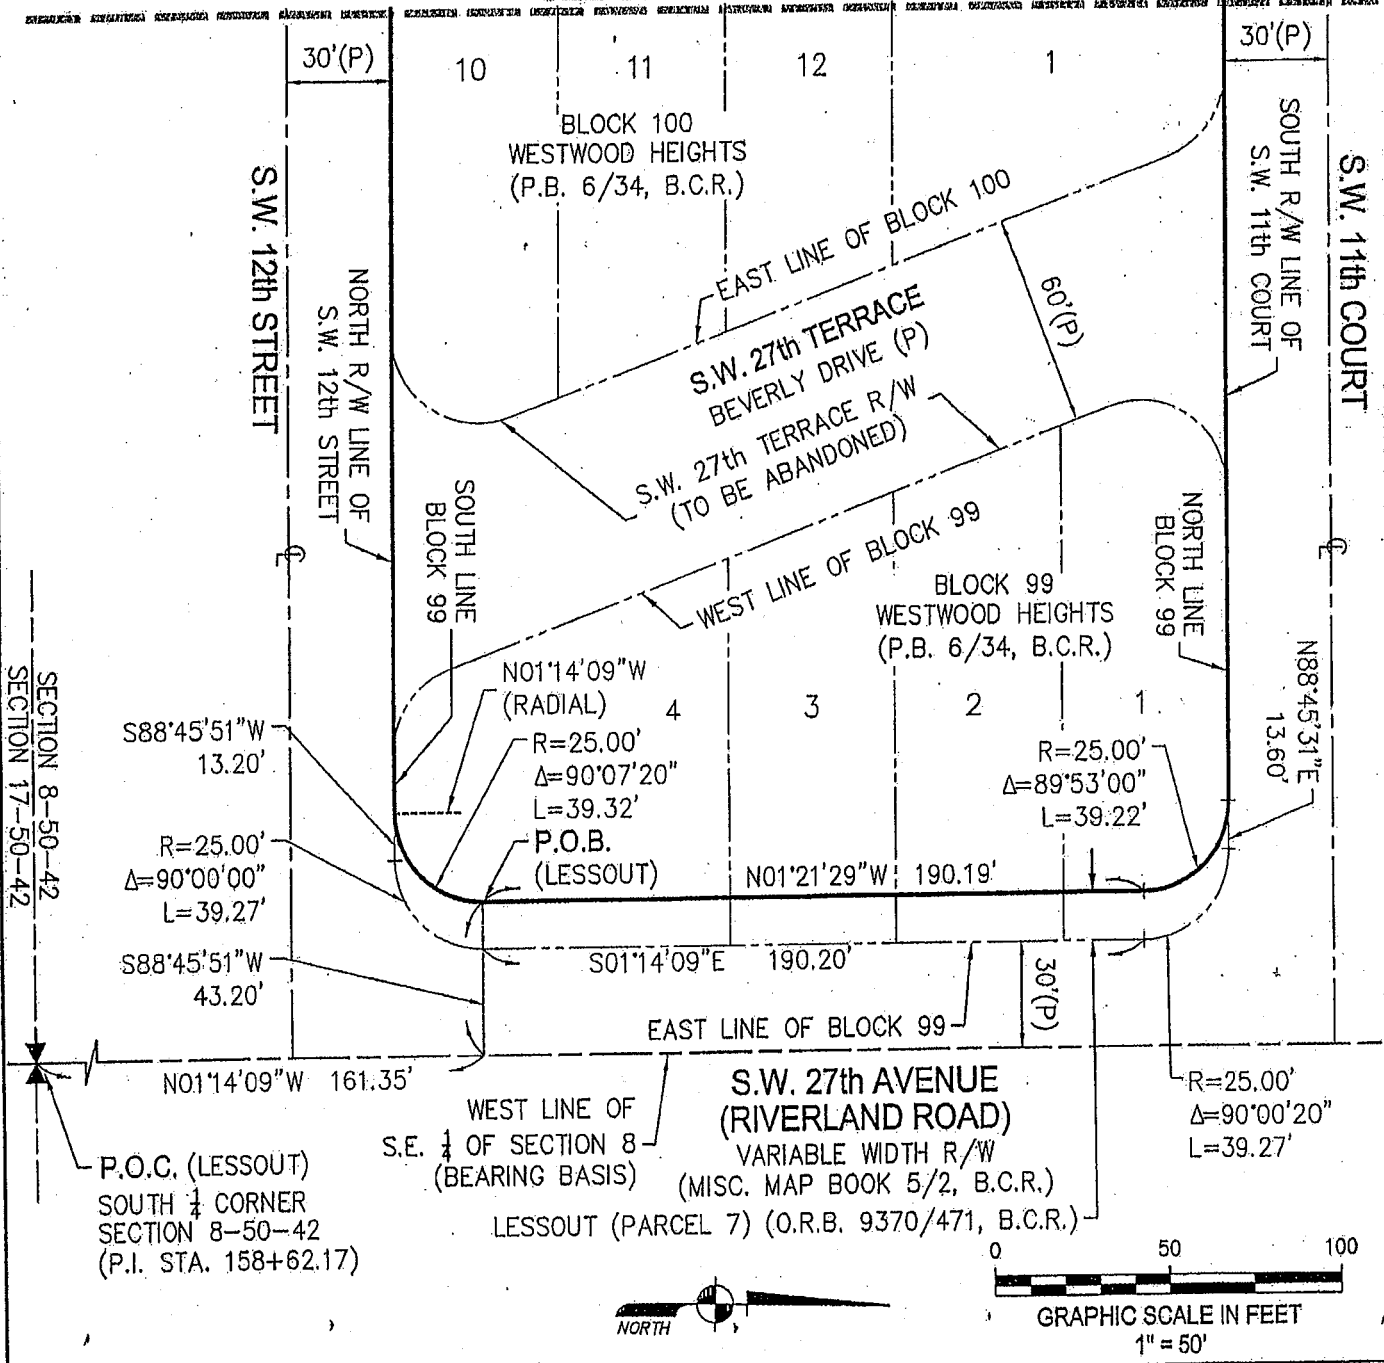 30'(P)
10
11
12
1
30'(P)
BLOCK 100
WESTWOOD HEIGHTS
(P.B. 6/34, B.C.R.)
S.W. 12th STREET
NORTH R/W LINE OF
S.W. 12th STREET
EAST LINE OF BLOCK 100
S.W. 27th TERRACE
BEVERLY DRIVE (P)
S.W. 27th TERRACE R/W
(TO BE ABANDONED)
60'(P)
SOUTH R/W LINE OF
S.W. 11th COURT
S.W. 11th COURT
SOUTH LINE
BLOCK 99
WEST LINE OF BLOCK 99
BLOCK 99
WESTWOOD HEIGHTS
(P.B. 6/34, B.C.R.)
NORTH LINE
BLOCK 99
N88°45'31"E
13.60'
SECTION 8-50-42
SECTION 17-50-42
N01°14'09"W
(RADIAL)
4
3
2
1
S88°45'51"W
13.20'
R=25.00'
Δ=90°07'20"
L=39.32'
R=25.00'
Δ=89°53'00"
L=39.22'
P.O.B.
(LESSOUT)
R=25.00'
Δ=90°00'00"
L=39.27'
N01°21'29"W 190.19'
S88°45'51"W
43.20'
S01°14'09"E 190.20'
30'(P)
EAST LINE OF BLOCK 99
N01°14'09"W 161.35'
WEST LINE OF
S.E. 1/4 OF SECTION 8
(BEARING BASIS)
S.W. 27th AVENUE
(RIVERLAND ROAD)
VARIABLE WIDTH R/W
(MISC. MAP BOOK 5/2, B.C.R.)
LESSOUT (PARCEL 7) (O.R.B. 9370/471, B.C.R.)
R=25.00'
Δ=90°00'20"
L=39.27'
P.O.C. (LESSOUT)
SOUTH 1/4 CORNER
SECTION 8-50-42
(P.I. STA. 158+62.17)
NORTH
0 50 100
GRAPHIC SCALE IN FEET
1" = 50'